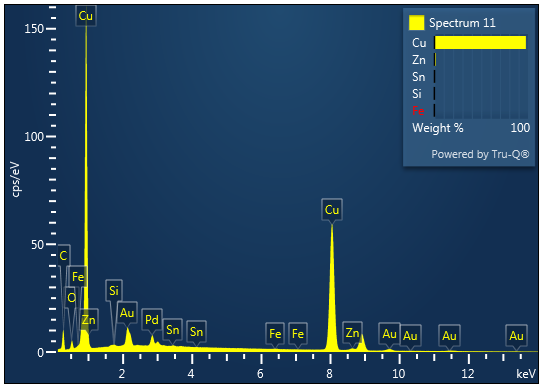 Cu
150
Spectrum 11
Cu
Zn
Sn
Si
Fe
Weight % 100
Powered by Tru-Q®
100
cps/eV
50
C
Fe
O
Zn
Si
Au
Pd
Sn
Sn
Fe
Fe
Cu
Zn
Au
Au
Au
Au
0
2 4 6 8 10 12 keV